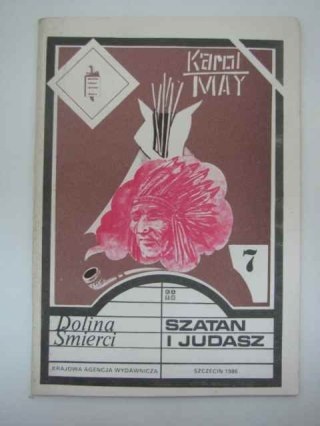 Karol
MAY
7
Dolina
Śmierci
SZATAN
I JUDASZ
KRAJOWA AGENCJA WYDAWNICZA
SZCZECIN 1986